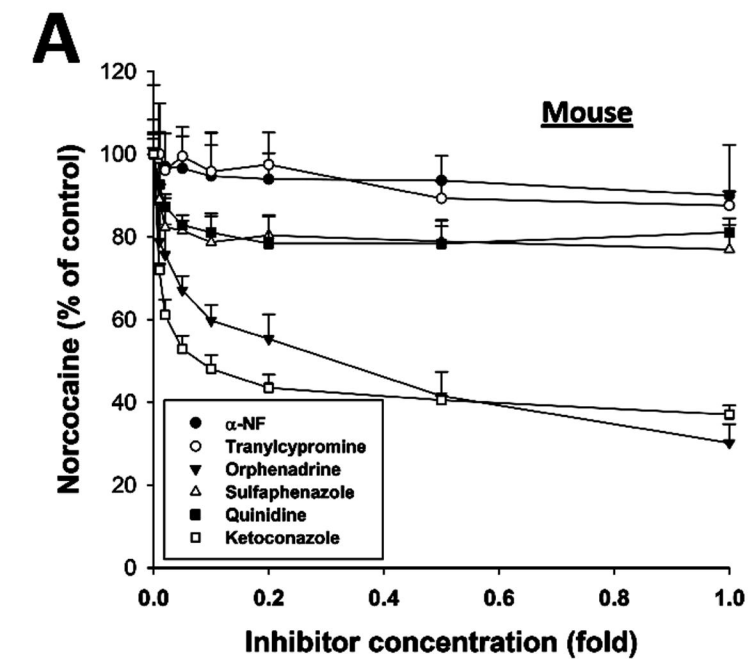 A
Mouse
Norcocaine (% of control)
120
100
80
60
40
20
0
α-NF
Tranylcypromine
Orphenadrine
Sulfaphenazole
Quinidine
Ketoconazole
0.0 0.2 0.4 0.6 0.8 1.0
Inhibitor concentration (fold)